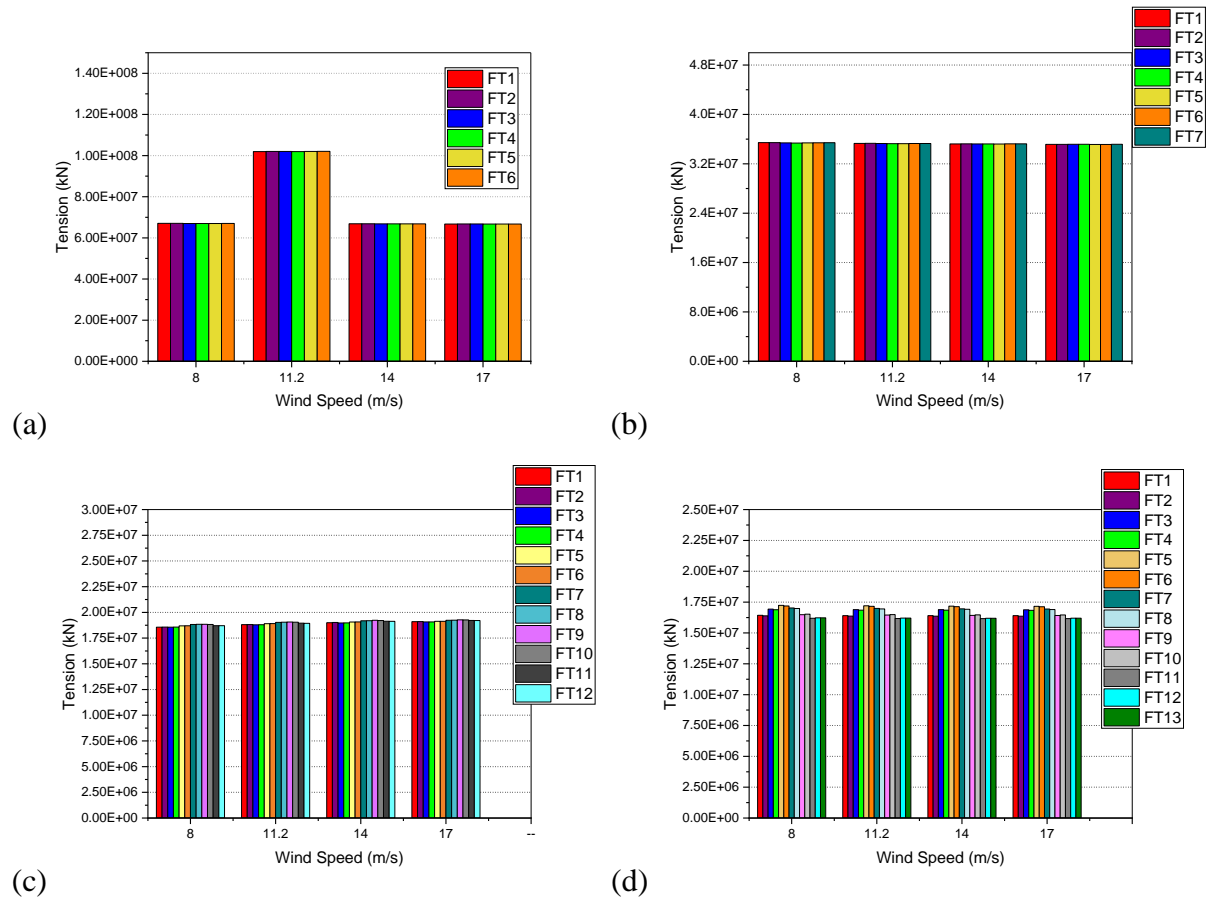 1.40E+008
1.20E+008
1.00E+008
8.00E+007
6.00E+007
4.00E+007
2.00E+007
0.00E+000
Tension (kN)
8
11.2
14
17
Wind Speed (m/s)
FT1
FT2
FT3
FT4
FT5
FT6
(a)
4.8E+07
4.0E+07
3.2E+07
2.4E+07
1.6E+07
8.0E+06
0.0E+00
Tension (kN)
8
11.2
14
17
Wind Speed (m/s)
FT1
FT2
FT3
FT4
FT5
FT6
FT7
(b)
3.00E+07
2.75E+07
2.50E+07
2.25E+07
2.00E+07
1.75E+07
1.50E+07
1.25E+07
1.00E+07
7.50E+06
5.00E+06
2.50E+06
0.00E+00
Tension (kN)
8
11.2
14
17
--
Wind Speed (m/s)
FT1
FT2
FT3
FT4
FT5
FT6
FT7
FT8
FT9
FT10
FT11
FT12
(c)
2.50E+07
2.25E+07
2.00E+07
1.75E+07
1.50E+07
1.25E+07
1.00E+07
7.50E+06
5.00E+06
2.50E+06
0.00E+00
Tension (kN)
8
11.2
14
17
Wind Speed (m/s)
FT1
FT2
FT3
FT4
FT5
FT6
FT7
FT8
FT9
FT10
FT11
FT12
FT13
(d)